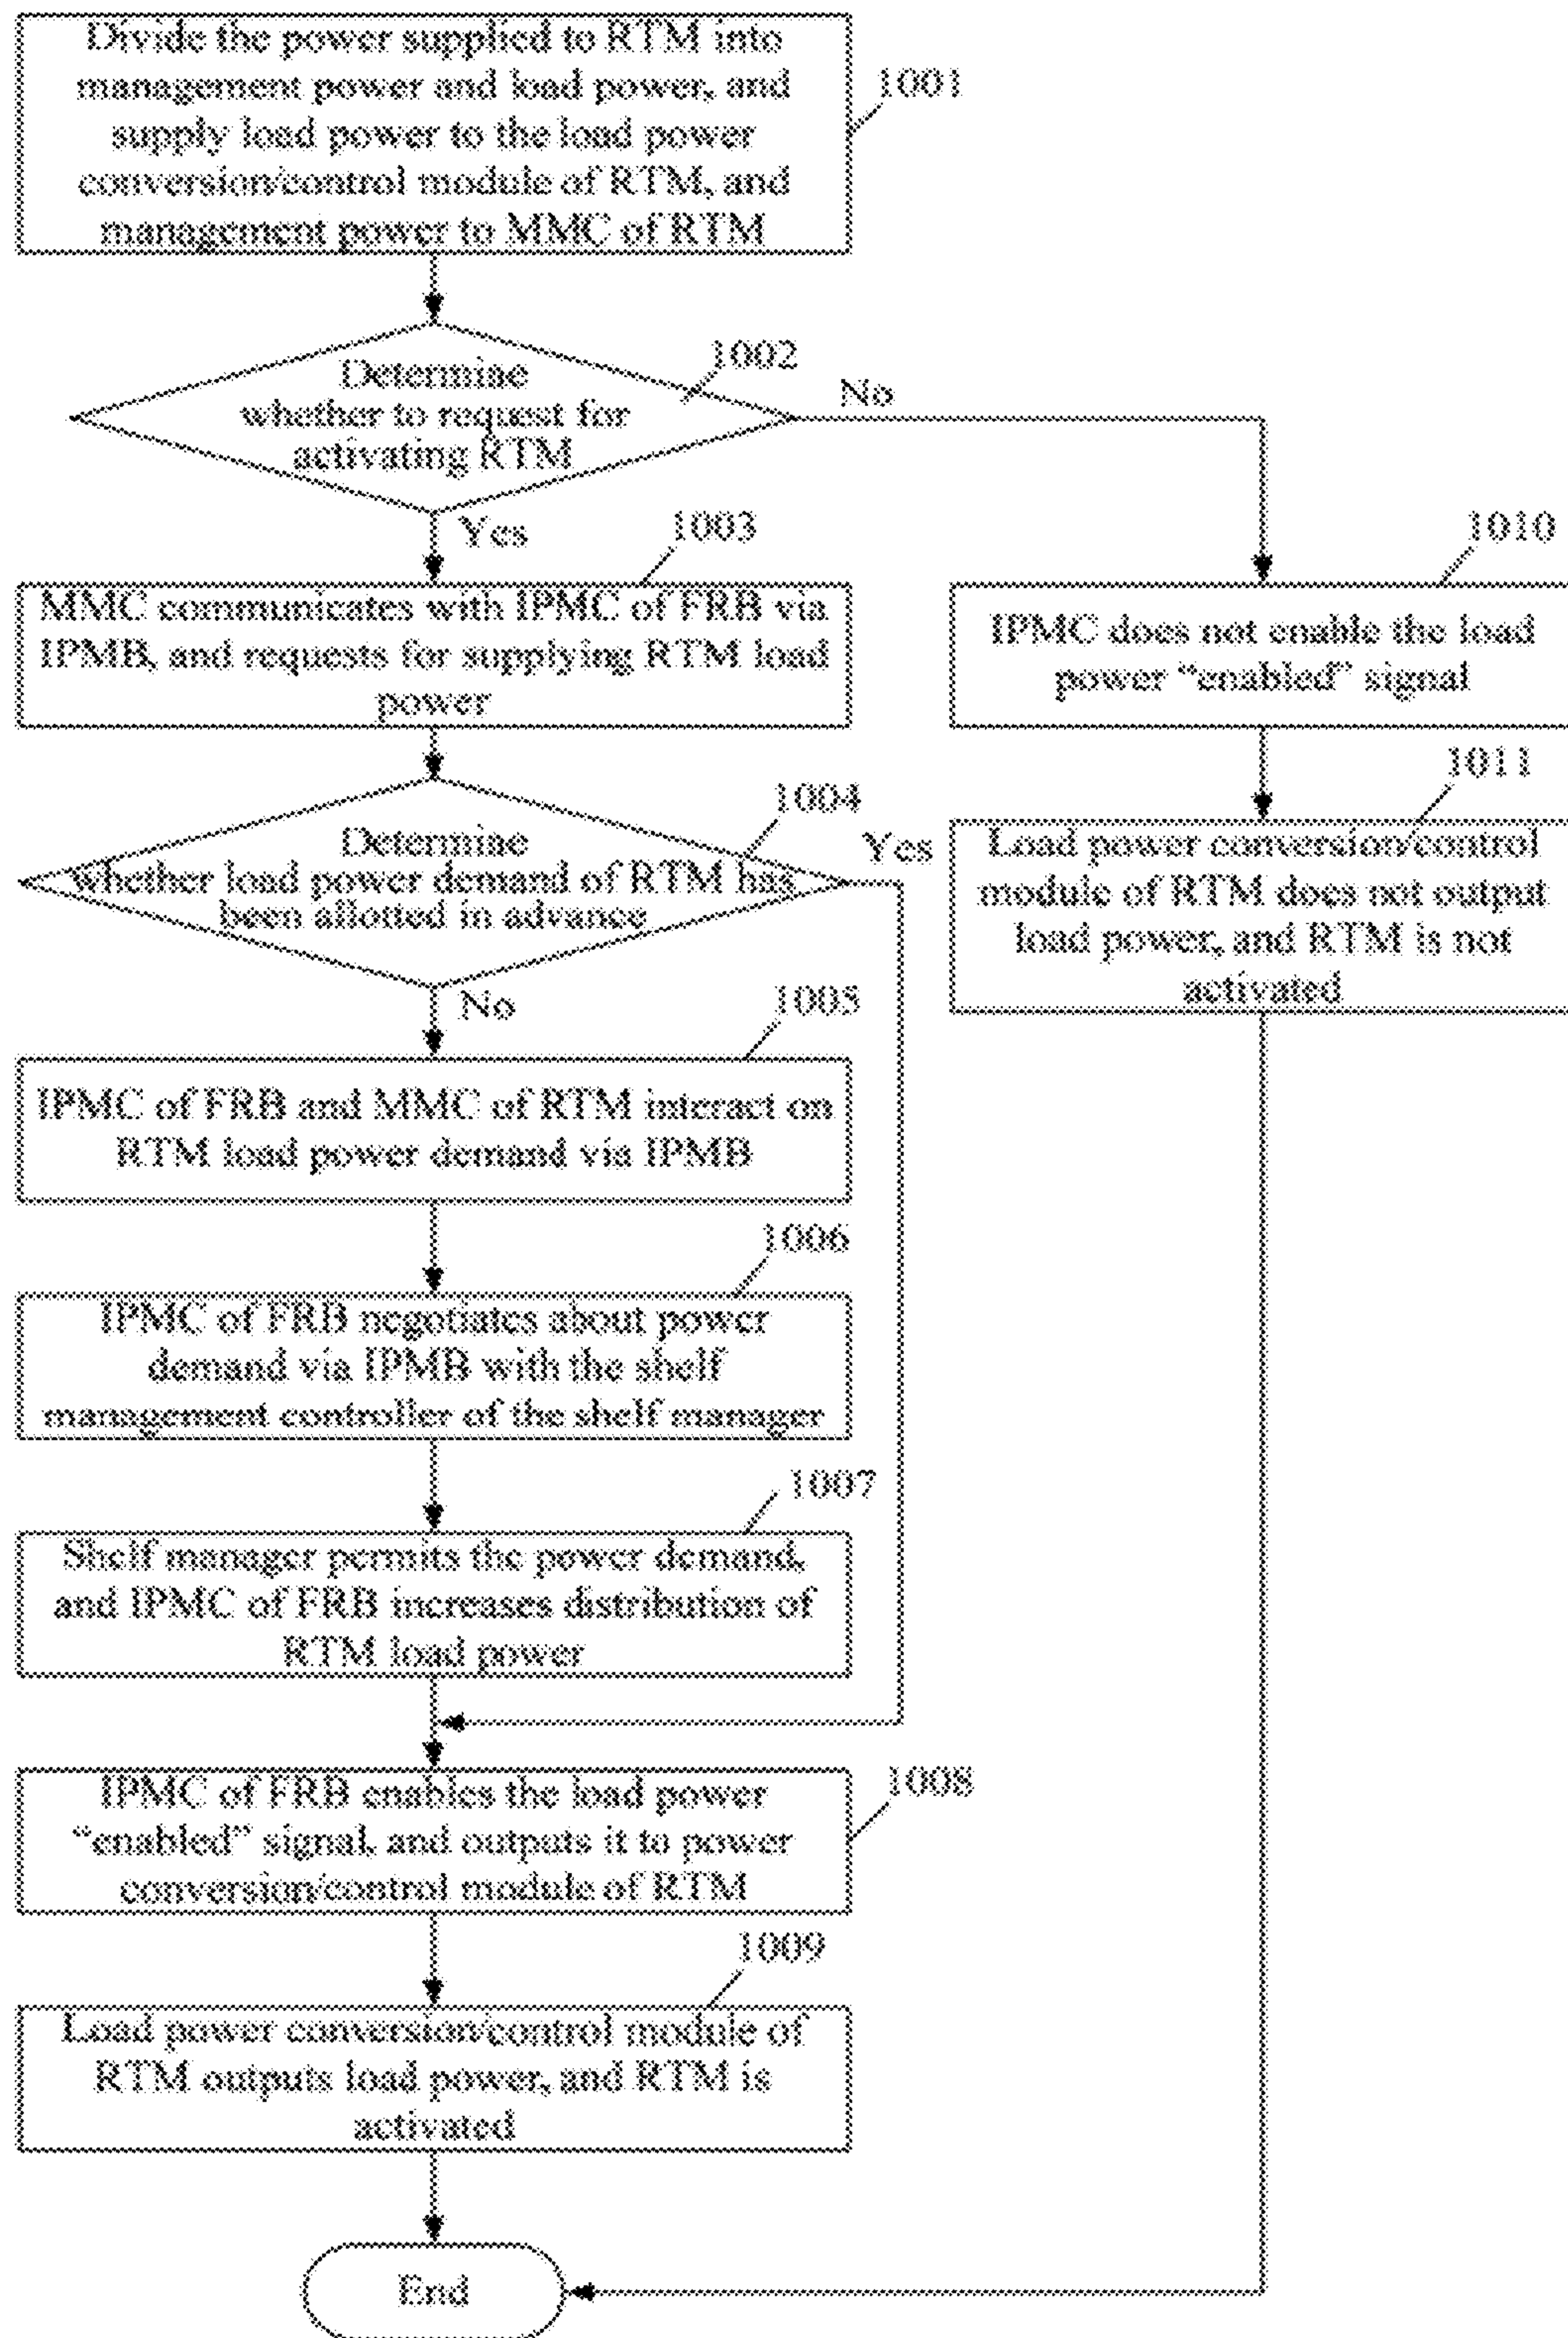 Divide the power supplied to RTM into
management power and load power, and
supply load power to the load power
conversion/control module of RTM, and
management power to MMC of RTM
1001
Determine
whether to request for
activating RTM
1002
No
Yes
1003
MMC communicates with IPMC of FRB via
IPMB, and requests for supplying RTM load
power
1010
IPMC does not enable the load
power “enabled” signal
1004
Determine
whether load power demand of RTM has
been allotted in advance
Yes
1011
Load power conversion/control
module of RTM does not output
load power, and RTM is not
activated
No
1005
IPMC of FRB and MMC of RTM interact on
RTM load power demand via IPMB
1006
IPMC of FRB negotiates about power
demand via IPMB with the shelf
management controller of the shelf manager
1007
Shelf manager permits the power demand,
and IPMC of FRB increases distribution of
RTM load power
1008
IPMC of FRB enables the load power
“enabled” signal, and outputs it to power
conversion/control module of RTM
1009
Load power conversion/control module of
RTM outputs load power, and RTM is
activated
End